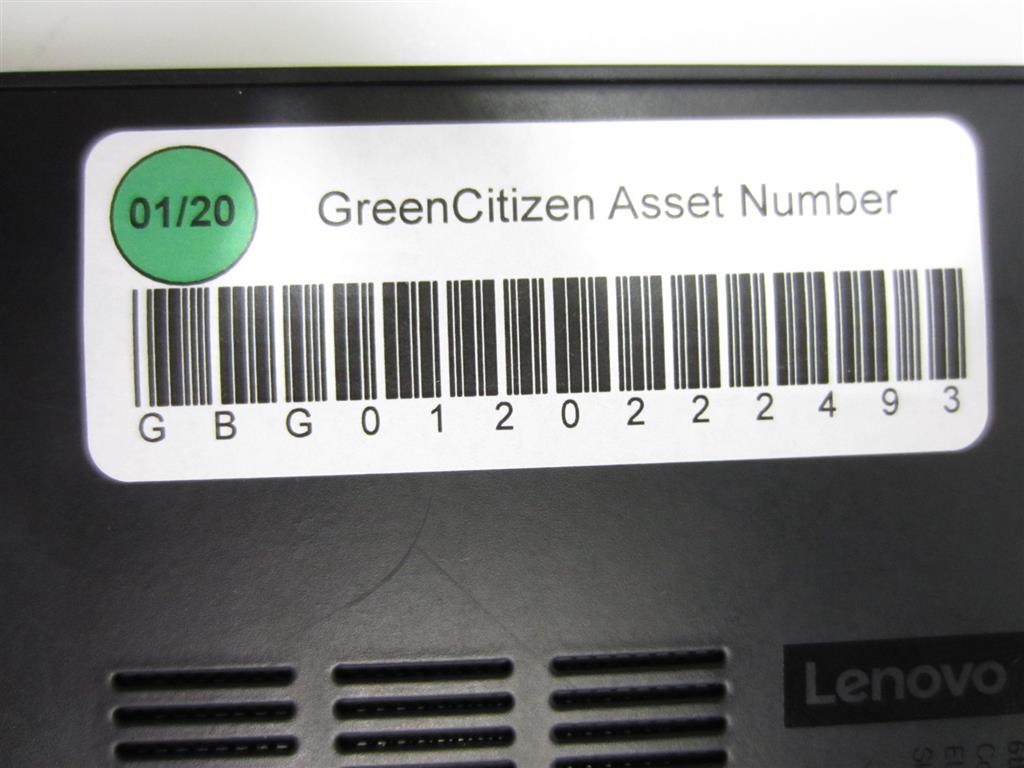 01/20
GreenCitizen Asset Number
GBG0120222493
Lenovo